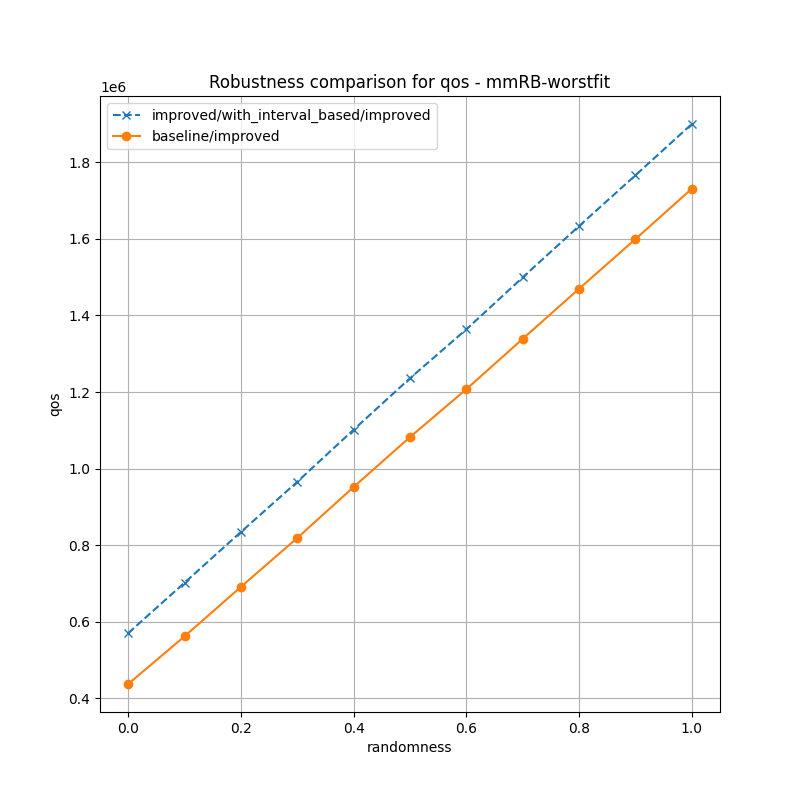 Robustness comparison for qos - mmRB-worstfit
1e6
improved/with_interval_based/improved
baseline/improved
1.8
1.6
1.4
1.2
1.0
0.8
0.6
0.4
qos
0.0 0.2 0.4 0.6 0.8 1.0
randomness